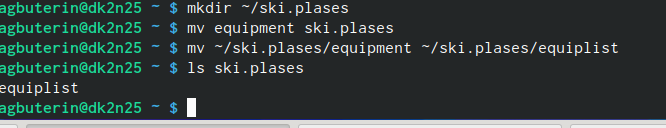 agbuterin@dk2n25 ~ $ mkdir ~/ski.plases
agbuterin@dk2n25 ~ $ mv equipment ski.plases
agbuterin@dk2n25 ~ $ mv ~/ski.plases/equipment ~/ski.plases/equiplist
agbuterin@dk2n25 ~ $ ls ski.plases
equiplist
agbuterin@dk2n25 ~ $